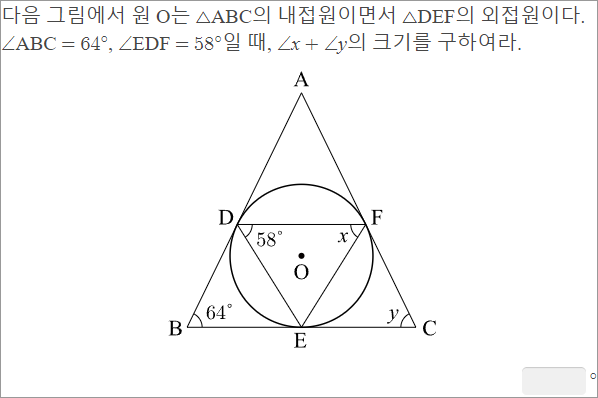 다음 그림에서 원 O는 △ABC의 내접원이면서 △DEF의 외접원이다.
∠ABC = 64°, ∠EDF = 58°일 때, ∠x + ∠y의 크기를 구하여라.
A
D
F
58°
x
O
64°
y
B
E
C
°